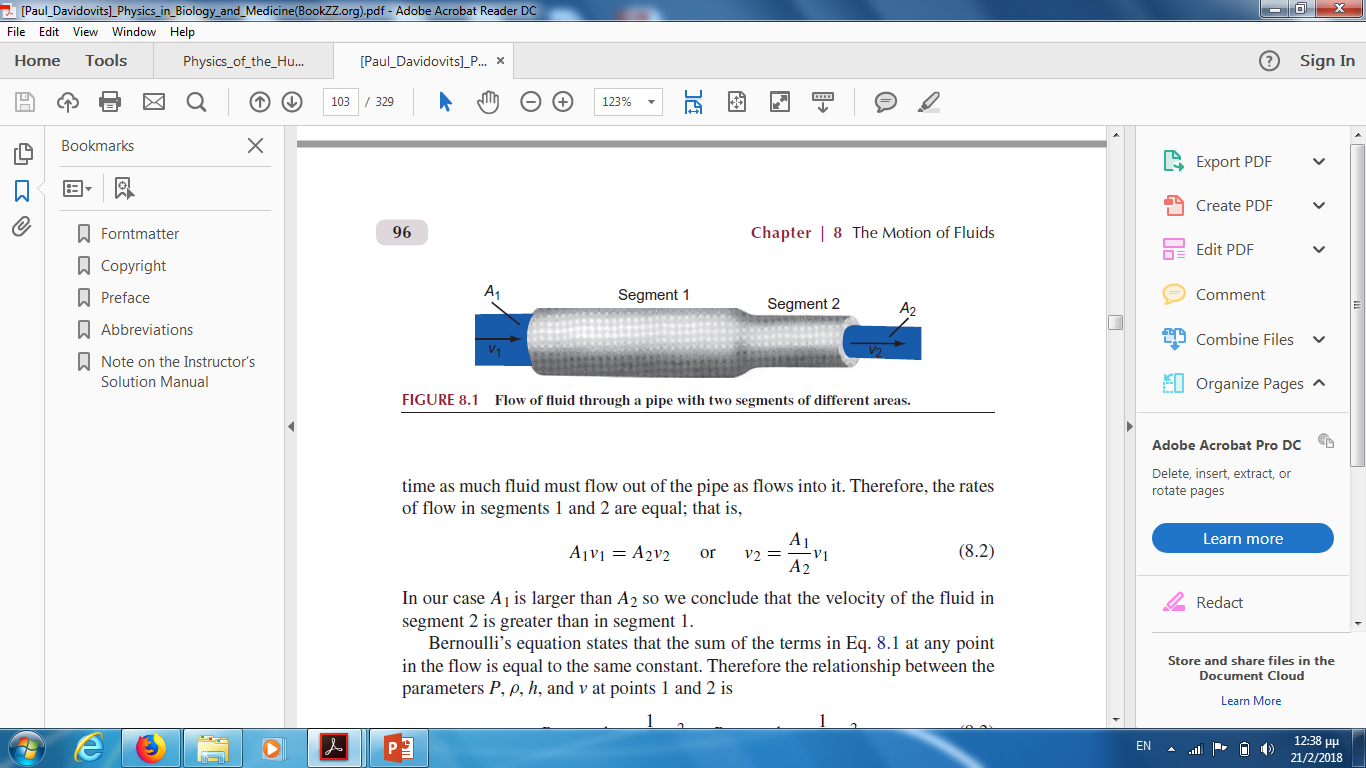 [Paul_Davidovits]_Physics_in_Biology_and_Medicine(BookZZ.org).pdf - Adobe Acrobat Reader DC
File Edit View Window Help
Home Tools Physics_of_the_Hu... [Paul_Davidovits]_P... × ? Sign In
103 / 329 123%
Bookmarks
Forntmatter
Copyright
Preface
Abbreviations
Note on the Instructor's
Solution Manual
96 Chapter | 8 The Motion of Fluids
A1 Segment 1 Segment 2 A2
v1 v2
FIGURE 8.1 Flow of fluid through a pipe with two segments of different areas.
time as much fluid must flow out of the pipe as flows into it. Therefore, the rates
of flow in segments 1 and 2 are equal; that is,
A1v1 = A2v2 or v2 = A1/A2 v1 (8.2)
In our case A1 is larger than A2 so we conclude that the velocity of the fluid in
segment 2 is greater than in segment 1.
Bernoulli's equation states that the sum of the terms in Eq. 8.1 at any point
in the flow is equal to the same constant. Therefore the relationship between the
parameters P, ρ, h, and v at points 1 and 2 is
Export PDF
Create PDF
Edit PDF
Comment
Combine Files
Organize Pages
Adobe Acrobat Pro DC
Delete, insert, extract, or
rotate pages
Learn more
Redact
Store and share files in the
Document Cloud
Learn More
EN 12:38 μμ
21/2/2018